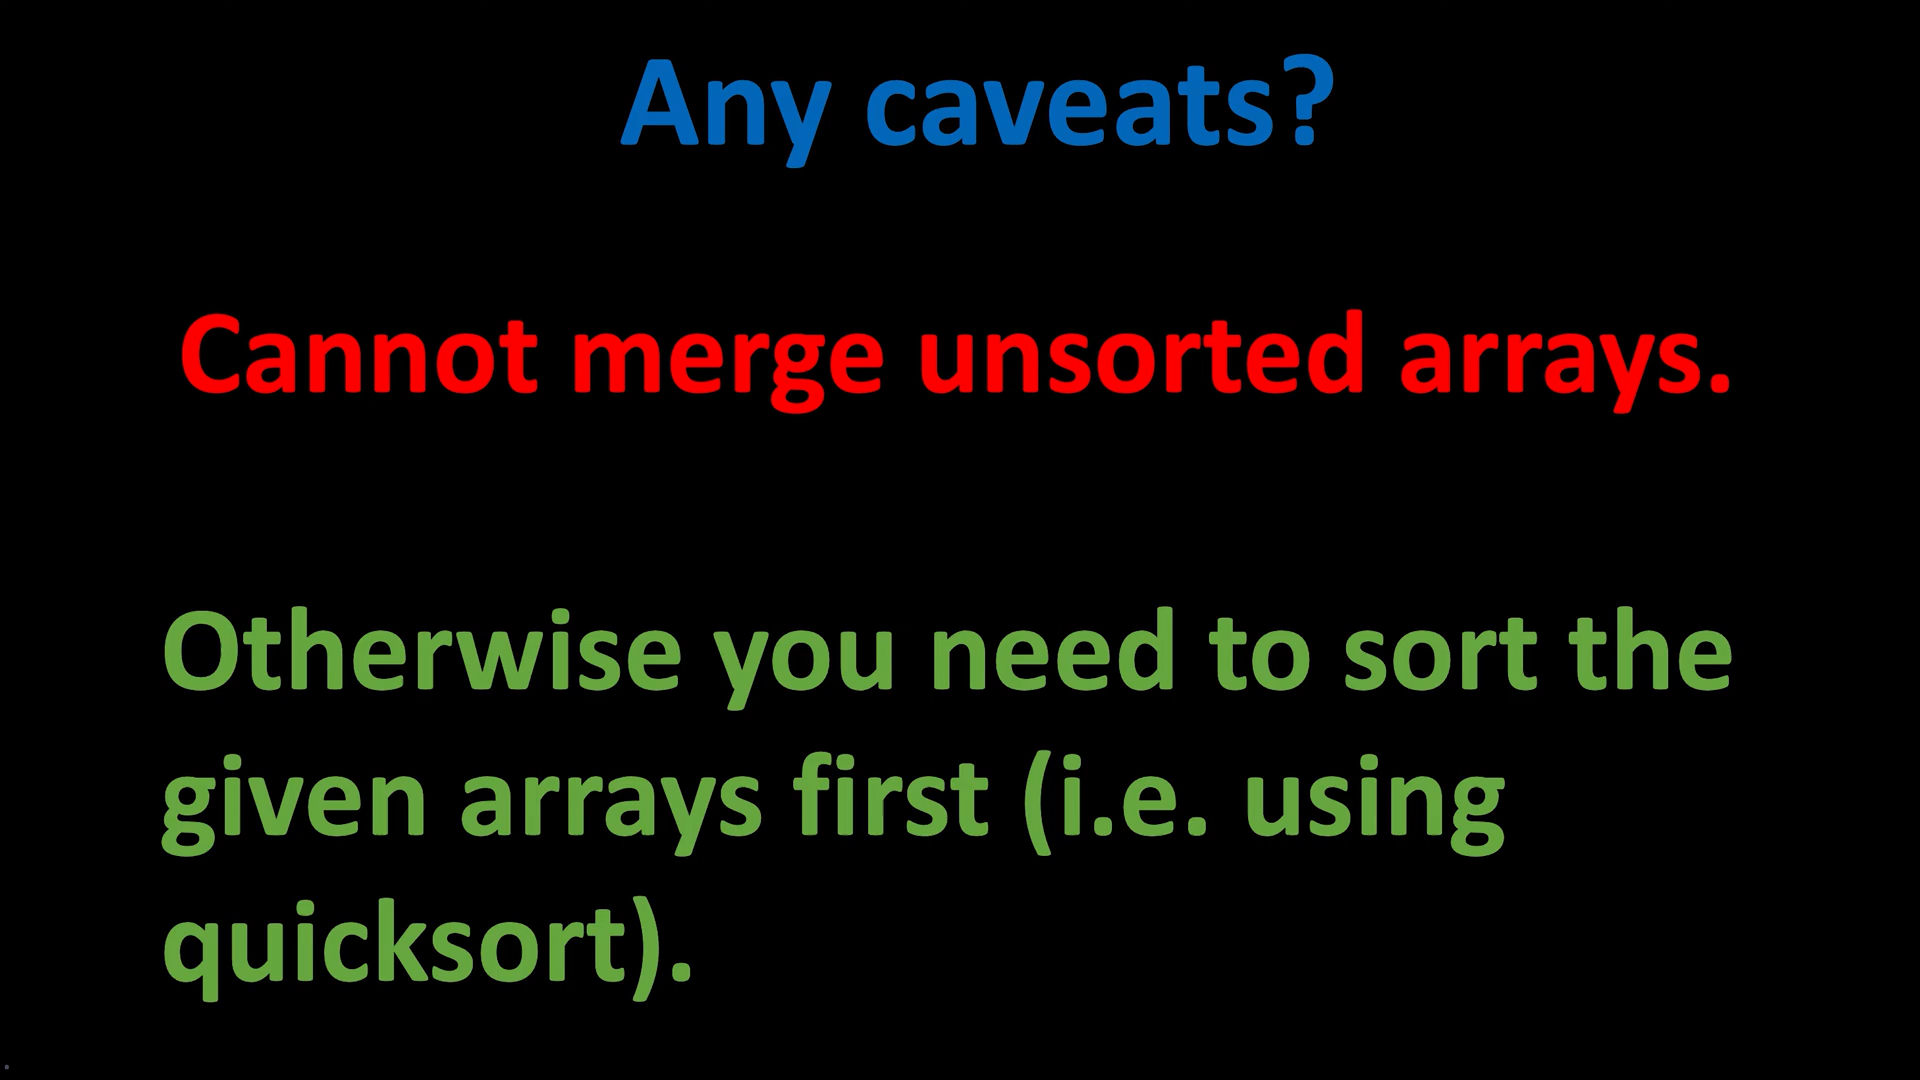 Any caveats?
Cannot merge unsorted arrays.
Otherwise you need to sort the
given arrays first (i.e. using
quicksort).